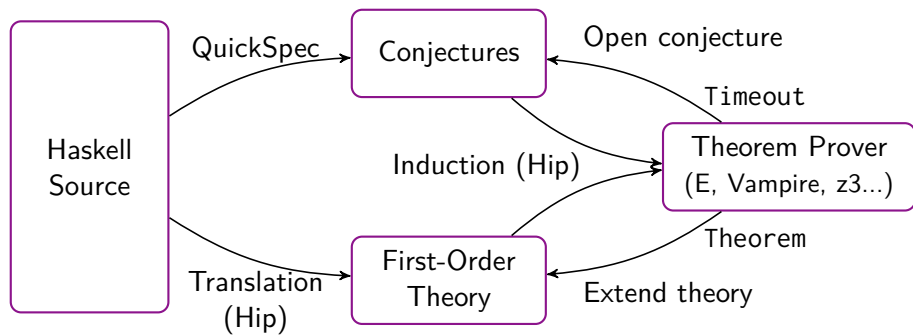 QuickSpec
Conjectures
Open conjecture
Timeout
Haskell
Source
Induction (Hip)
Theorem Prover
(E, Vampire, z3...)
Theorem
Translation
(Hip)
First-Order
Theory
Extend theory